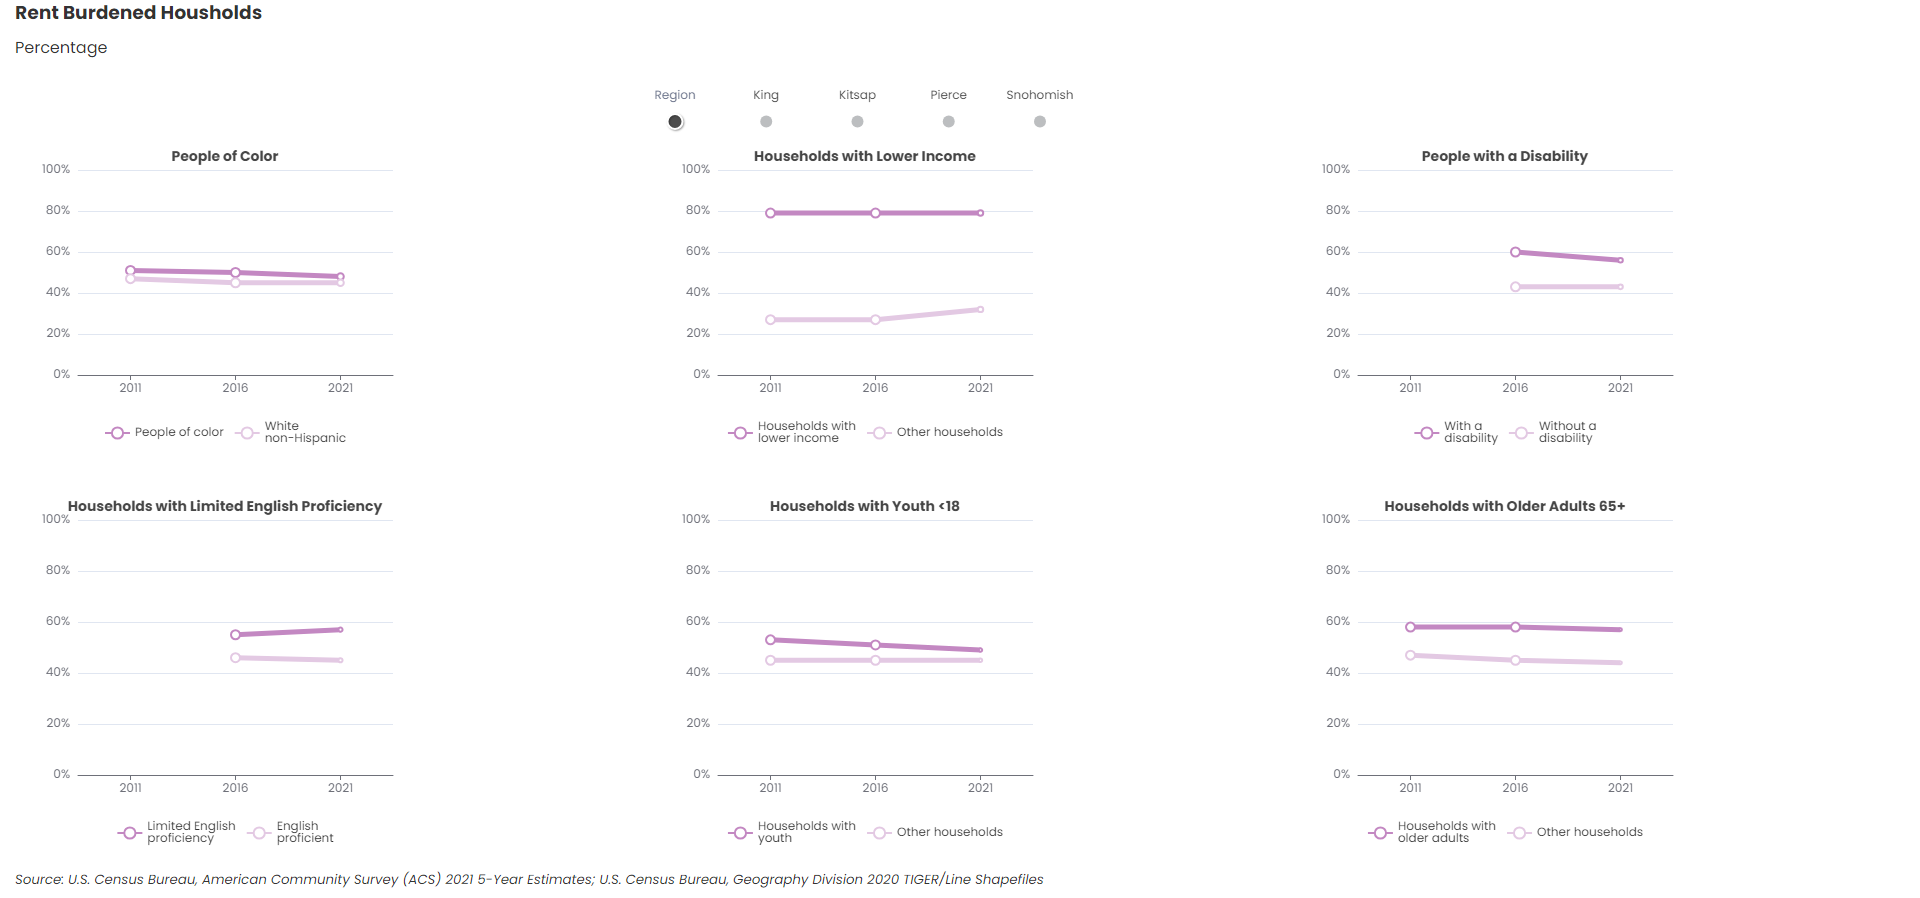 Rent Burdened Housholds
Percentage
Region King Kitsap Pierce Snohomish
People of Color
100%
80%
60%
40%
20%
0%
2011 2016 2021
People of color White
non-Hispanic
Households with Lower Income
100%
80%
60%
40%
20%
0%
2011 2016 2021
Households with
lower income Other households
People with a Disability
100%
80%
60%
40%
20%
0%
2011 2016 2021
With a
disability Without a
disability
Households with Limited English Proficiency
100%
80%
60%
40%
20%
0%
2011 2016 2021
Limited English
proficiency English
proficient
Households with Youth <18
100%
80%
60%
40%
20%
0%
2011 2016 2021
Households with
youth Other households
Households with Older Adults 65+
100%
80%
60%
40%
20%
0%
2011 2016 2021
Households with
older adults Other households
Source: U.S. Census Bureau, American Community Survey (ACS) 2021 5-Year Estimates; U.S. Census Bureau, Geography Division 2020 TIGER/Line Shapefiles